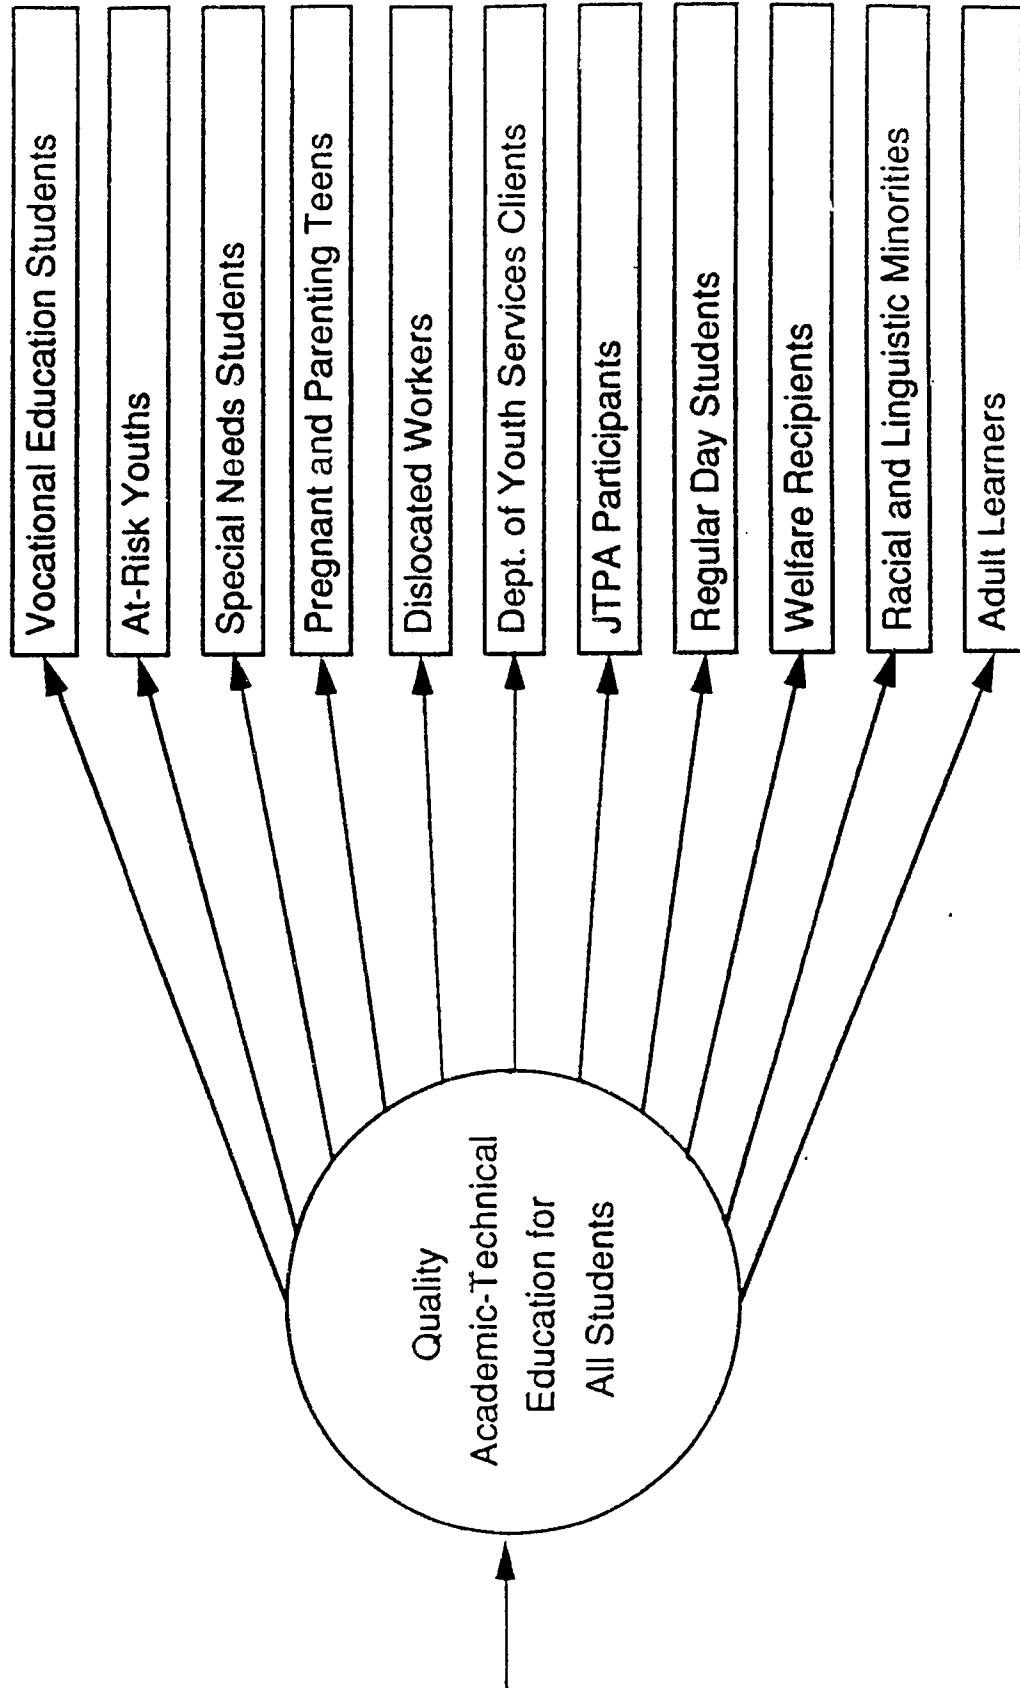 Quality
Academic-Technical
Education for
All Students
Vocational Education Students
At-Risk Youths
Special Needs Students
Pregnant and Parenting Teens
Dislocated Workers
Dept. of Youth Services Clients
JTPA Participants
Regular Day Students
Welfare Recipients
Racial and Linguistic Minorities
Adult Learners